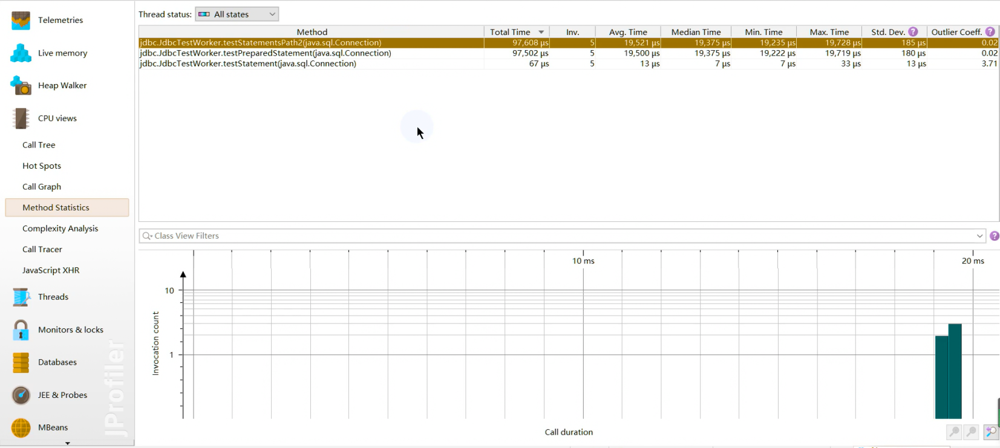 Telemetries
Live memory
Heap Walker
CPU views
Call Tree
Hot Spots
Call Graph
Method Statistics
Complexity Analysis
Call Tracer
JavaScript XHR
Threads
Monitors & locks
Databases
JEE & Probes
MBeans
JProfiler
Thread status: All states
Method Total Time Inv. Avg. Time Median Time Min. Time Max. Time Std. Dev. ? Outlier Coeff. ?
jdbc.JdbcTestWorker.testStatementsPath2(java.sql.Connection) 97,608 µs 5 19,521 µs 19,375 µs 19,235 µs 19,728 µs 185 µs 0.02
jdbc.JdbcTestWorker.testPreparedStatement(java.sql.Connection) 97,502 µs 5 19,500 µs 19,375 µs 19,222 µs 19,719 µs 180 µs 0.02
jdbc.JdbcTestWorker.testStatement(java.sql.Connection) 67 µs 5 13 µs 7 µs 7 µs 33 µs 13 µs 3.71
Class View Filters ?
10 ms 20 ms
10
1
Invocation count
Call duration